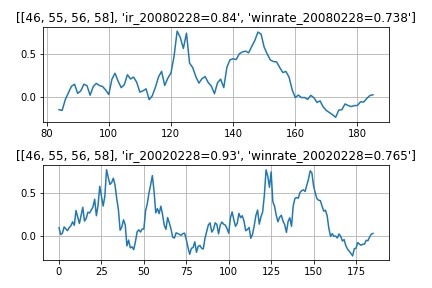 [[46, 55, 56, 58], 'ir_20080228=0.84', 'winrate_20080228=0.738']
0.5
0.0
80 100 120 140 160 180
[[46, 55, 56, 58], 'ir_20020228=0.93', 'winrate_20020228=0.765']
0.5
0.0
0 25 50 75 100 125 150 175